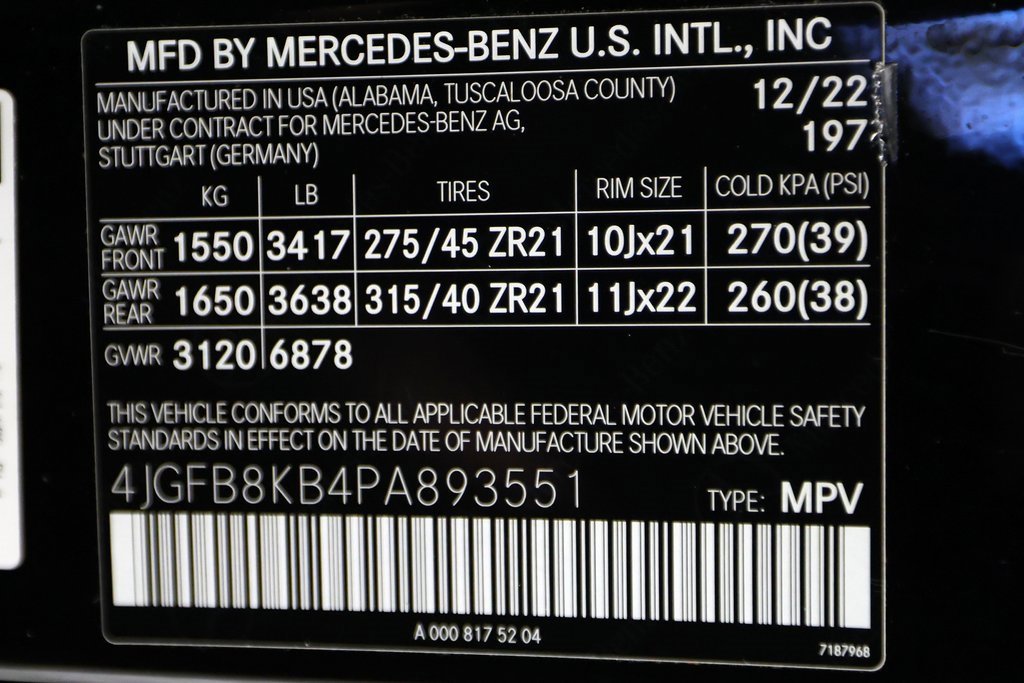 MFD BY MERCEDES-BENZ U.S. INTL., INC
MANUFACTURED IN USA (ALABAMA, TUSCALOOSA COUNTY) 12/22
UNDER CONTRACT FOR MERCEDES-BENZ AG, 197
STUTTGART (GERMANY)
KG LB TIRES RIM SIZE COLD KPA (PSI)
GAWR FRONT 1550 3417 275/45 ZR21 10Jx21 270(39)
GAWR REAR 1650 3638 315/40 ZR21 11Jx22 260(38)
GVWR 3120 6878
THIS VEHICLE CONFORMS TO ALL APPLICABLE FEDERAL MOTOR VEHICLE SAFETY
STANDARDS IN EFFECT ON THE DATE OF MANUFACTURE SHOWN ABOVE.
4JGFB8KB4PA893551 TYPE: MPV
A 000 817 52 04
7187968